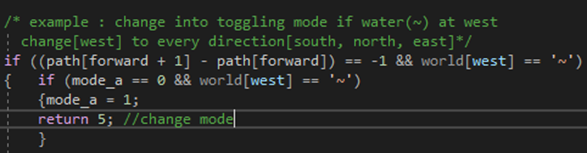 /* example : change into toggling mode if water(~) at west
change[west] to every direction[south, north, east]*/
if ((path[forward + 1] - path[forward]) == -1 && world[west] == '~')
{   if (mode_a == 0 && world[west] == '~')
{mode_a = 1;
return 5; //change mode
}